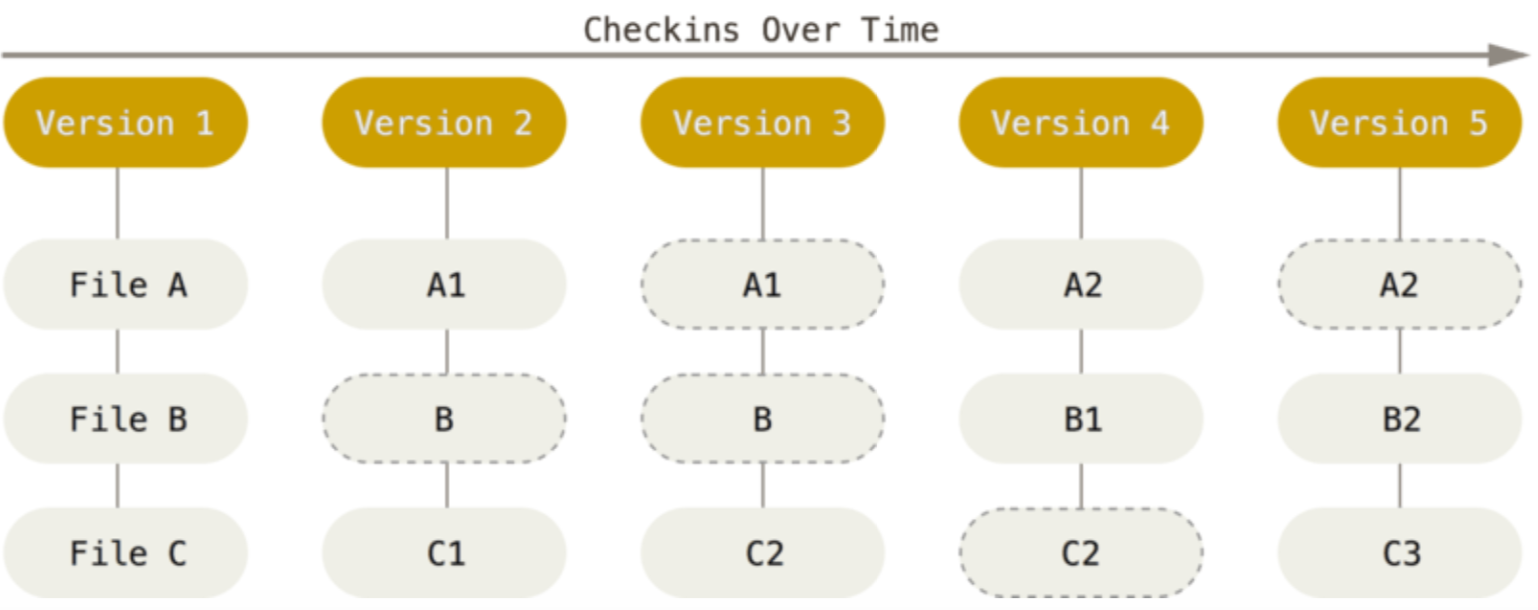 Checkins Over Time
Version 1 Version 2 Version 3 Version 4 Version 5
File A A1 A1 A2 A2
File B B B B1 B2
File C C1 C2 C2 C3